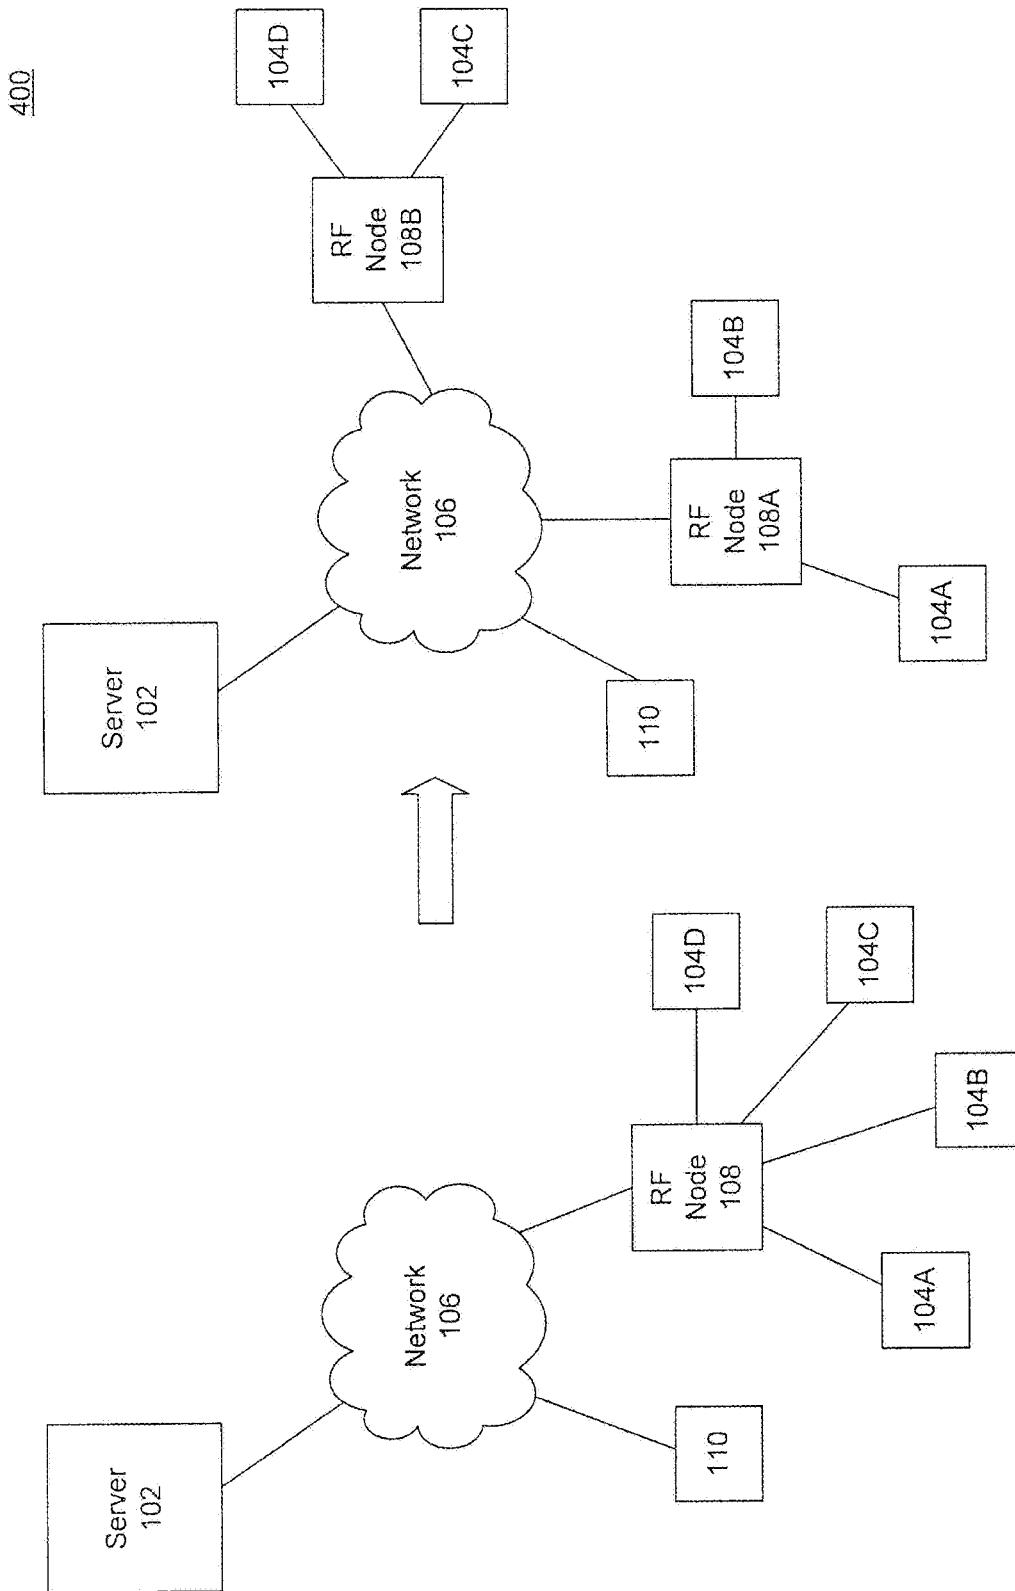 400
Server
102
Network
106
110
RF
Node
108
104A
104B
104C
104D
Server
102
Network
106
110
RF
Node
108A
104A
104B
RF
Node
108B
104D
104C